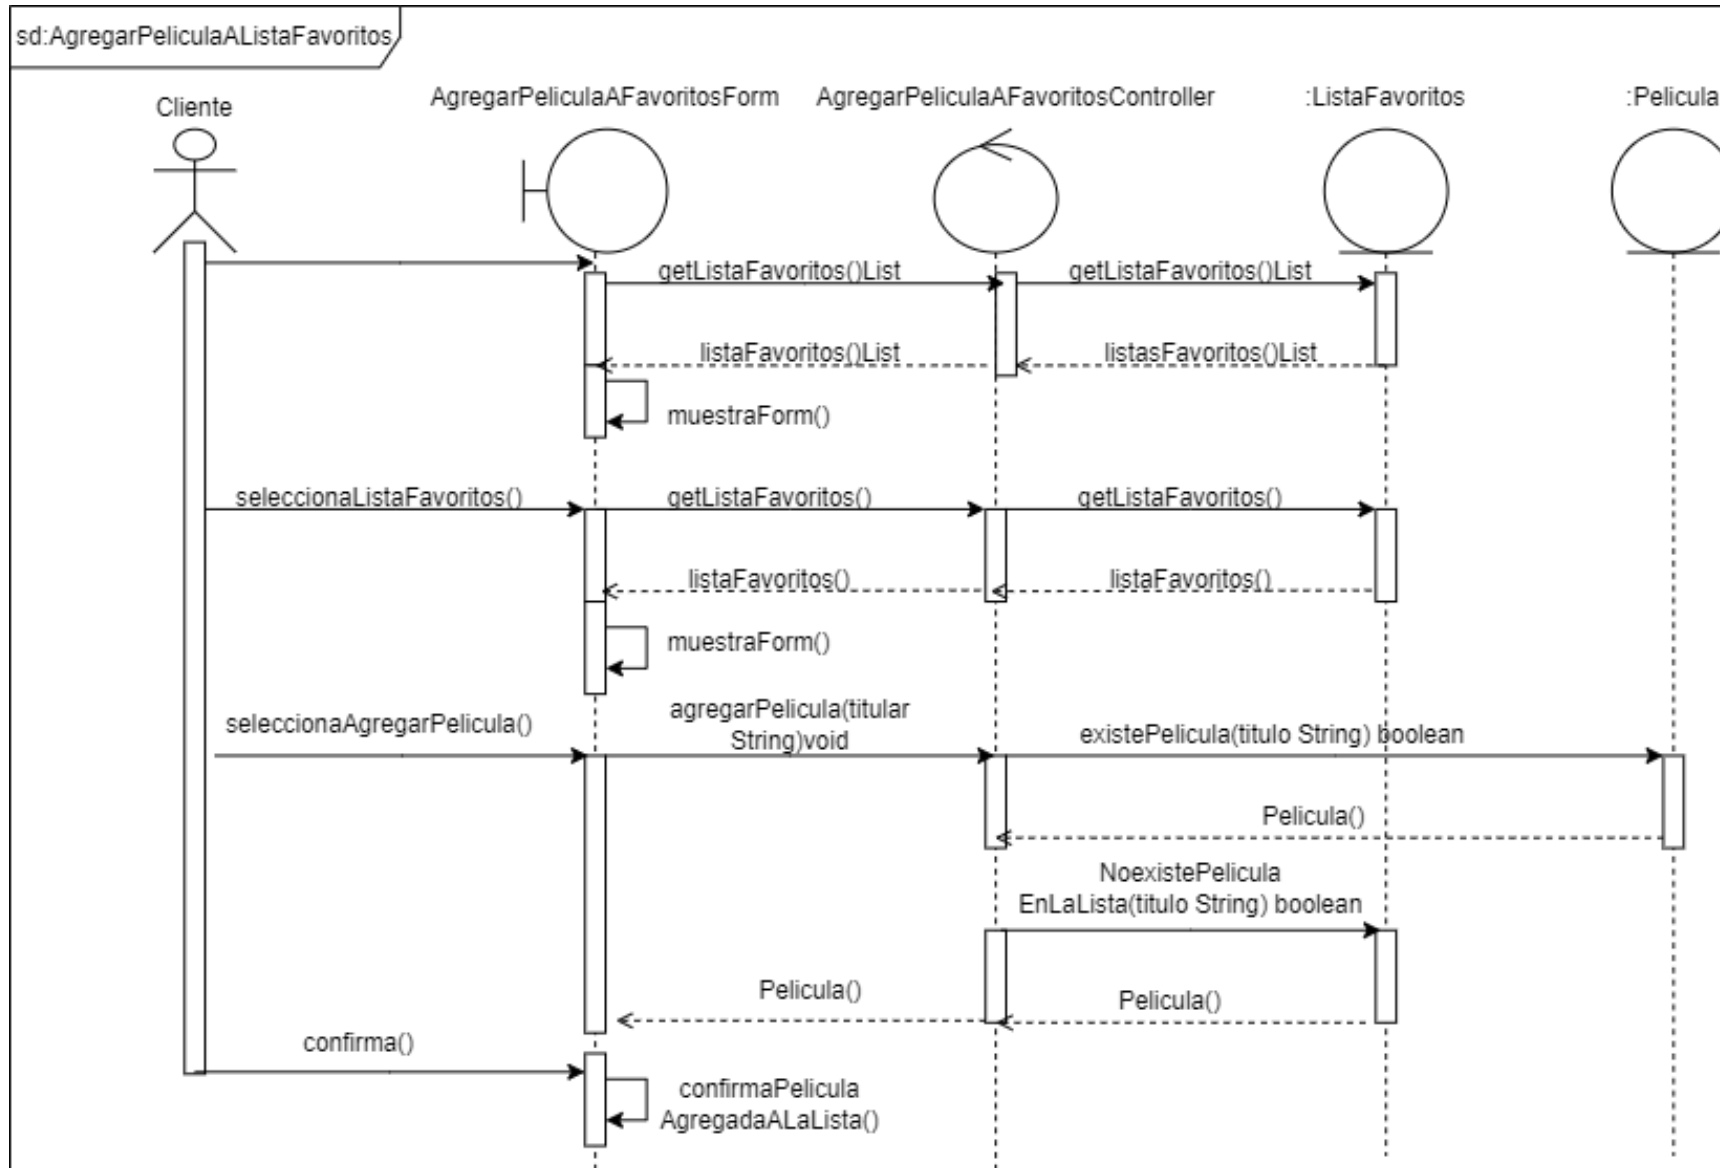 sd:AgregarPeliculaAListaFavoritos
Cliente
AgregarPeliculaAFavoritosForm
AgregarPeliculaAFavoritosController
:ListaFavoritos
:Pelicula
getListaFavoritos()List
getListaFavoritos()List
listaFavoritos()List
listasFavoritos()List
muestraForm()
seleccionaListaFavoritos()
getListaFavoritos()
getListaFavoritos()
listaFavoritos()
listaFavoritos()
muestraForm()
seleccionaAgregarPelicula()
agregarPelicula(titular
String)void
existePelicula(titulo String) boolean
Pelicula()
NoexistePelicula
EnLaLista(titulo String) boolean
Pelicula()
Pelicula()
confirma()
confirmaPelicula
AgregadaALaLista()